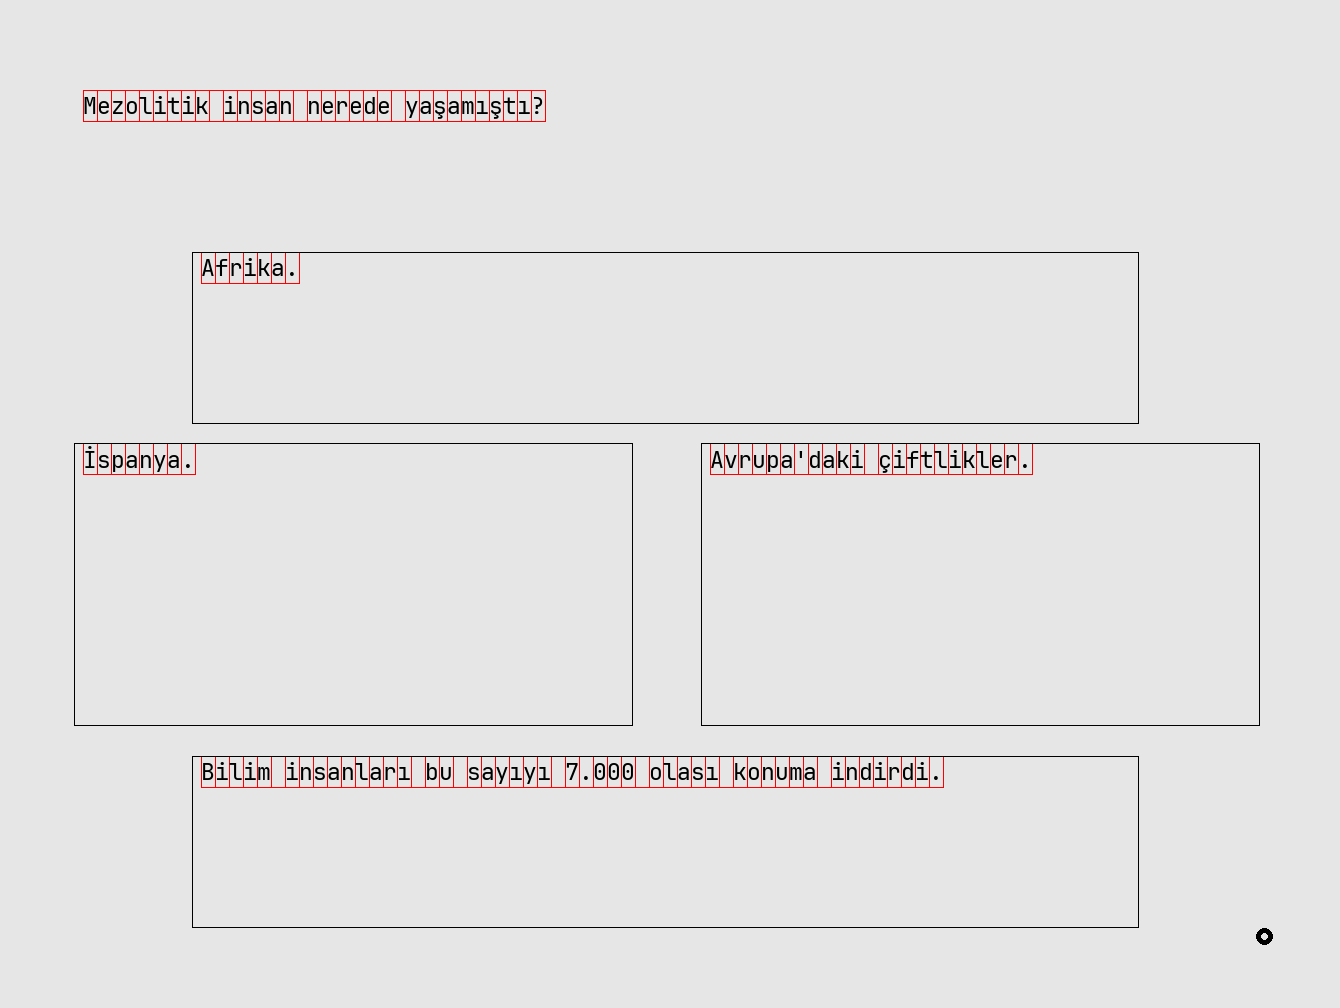 Mezolitik insan nerede yaşamıştı?
Afrika.
İspanya.
Avrupa'daki çiftlikler.
Bilim insanları bu sayıyı 7.000 olası konuma indirdi.